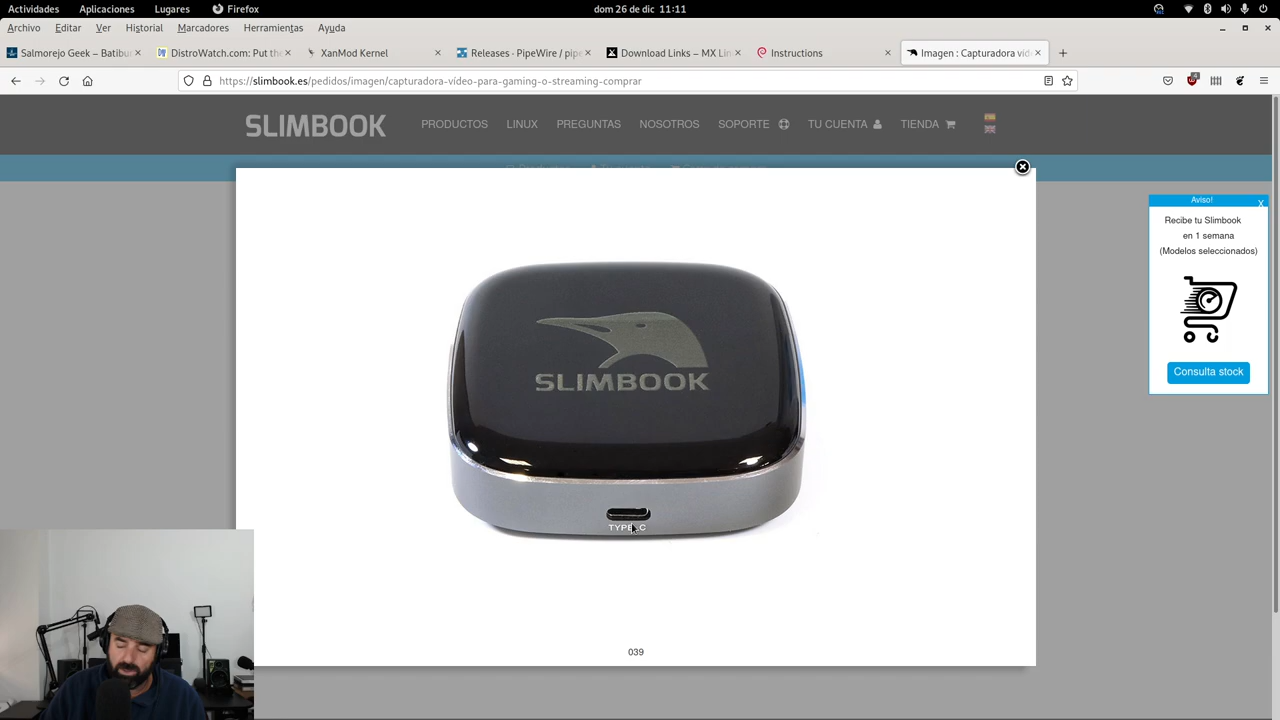 Actividades Aplicaciones Lugares Firefox dom 26 de dic 11:11
Archivo Editar Ver Historial Marcadores Herramientas Ayuda
Salmorejo Geek – Batibu DistroWatch.com: Put the XanMod Kernel Releases · PipeWire / pipe Download Links – MX Lin Instructions Imagen : Capturadora víd
https://slimbook.es/pedidos/imagen/capturadora-vídeo-para-gaming-o-streaming-comprar
SLIMBOOK PRODUCTOS LINUX PREGUNTAS NOSOTROS SOPORTE TU CUENTA TIENDA
Aviso! X
Recibe tu Slimbook
en 1 semana
(Modelos seleccionados)
Consulta stock
SLIMBOOK
TYPE-C
039